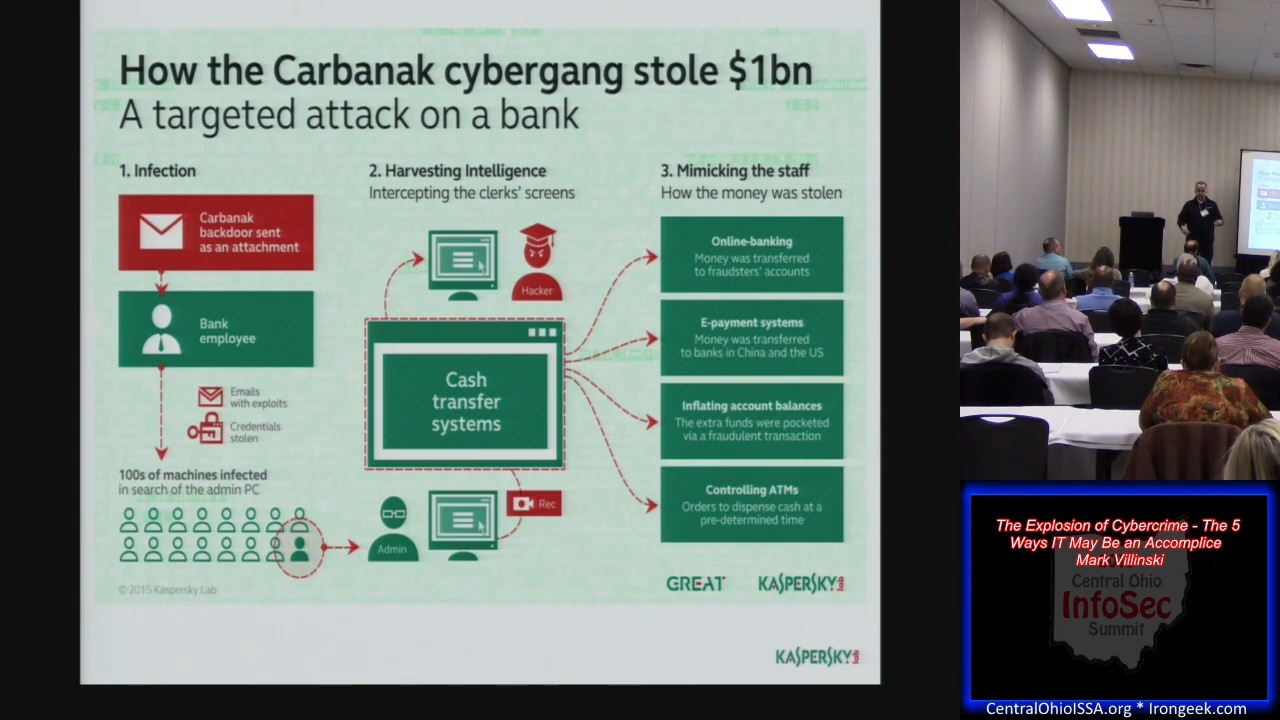 How the Carbanak cybergang stole $1bn
A targeted attack on a bank
1. Infection
Carbanak
backdoor sent
as an attachment
Bank
employee
Emails
with exploits
Credentials
stolen
100s of machines infected
in search of the admin PC
2. Harvesting Intelligence
Intercepting the clerks' screens
Hacker
Cash
transfer
systems
Rec
Admin
3. Mimicking the staff
How the money was stolen
Online-banking
Money was transferred
to fraudsters' accounts
E-payment systems
Money was transferred
to banks in China and the US
Inflating account balances
The extra funds were pocketed
via a fraudulent transaction
Controlling ATMs
Orders to dispense cash at a
pre-determined time
© 2015 Kaspersky Lab
GREAT
KASPERSKY lab
KASPERSKY lab
The Explosion of Cybercrime - The 5
Ways IT May Be an Accomplice
Mark Villinski
Central Ohio
InfoSec
Summit
CentralOhioISSA.org * Irongeek.com